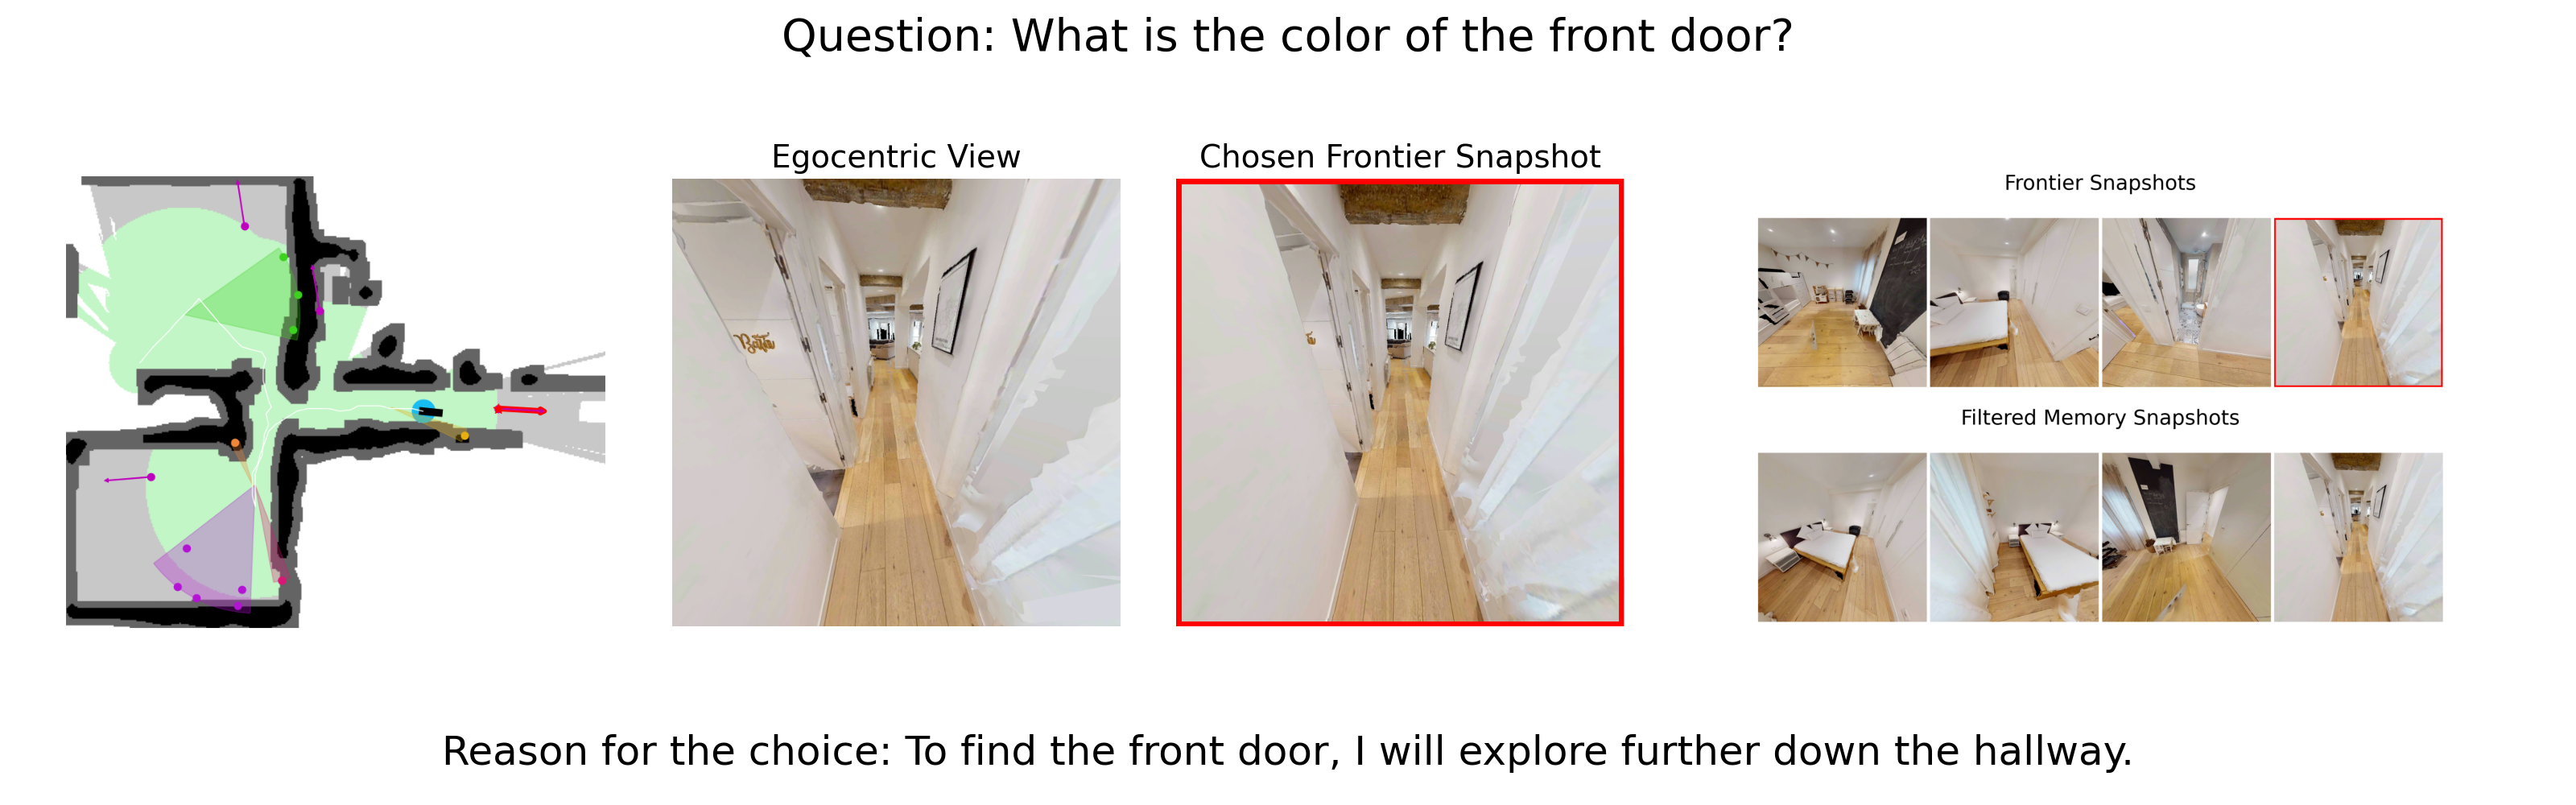 Question: What is the color of the front door?
Egocentric View
Chosen Frontier Snapshot
Frontier Snapshots
Filtered Memory Snapshots
Reason for the choice: To find the front door, I will explore further down the hallway.